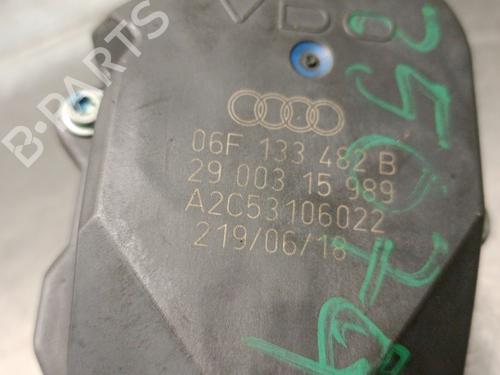 VDO
06F 133 482 B
29 003 15 989
A2C53106022
219/06/18
B-PARTS